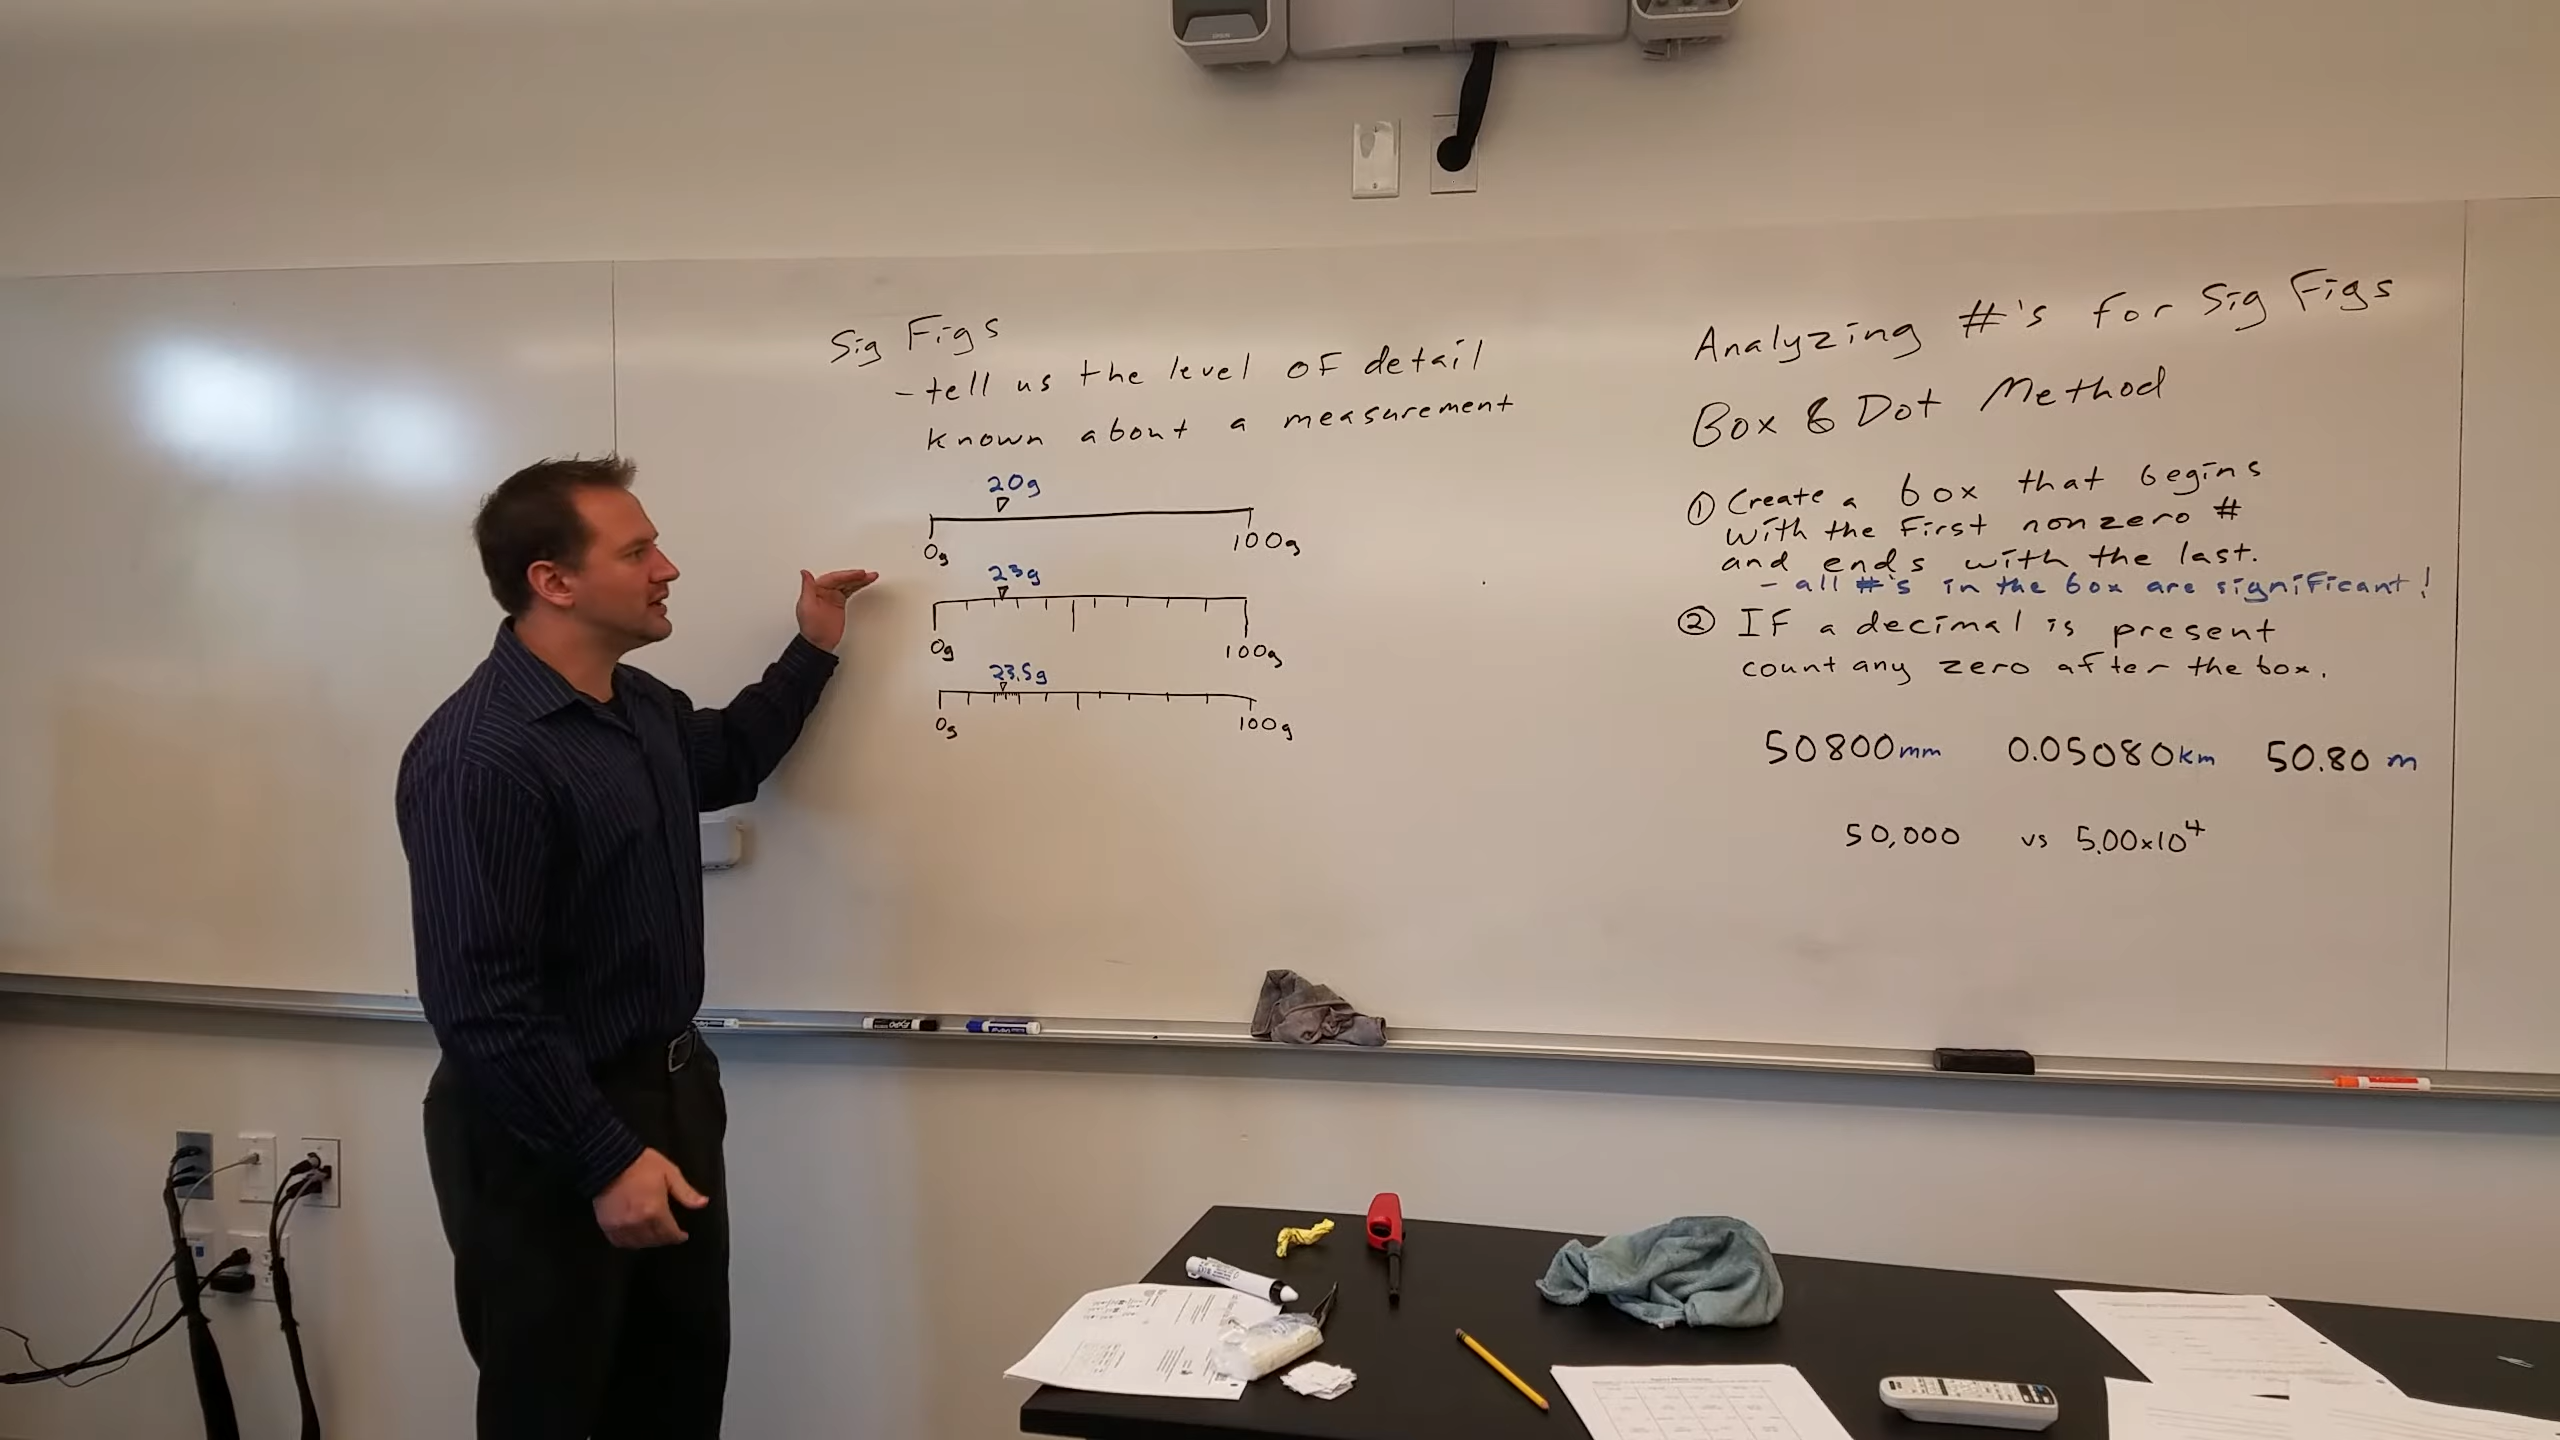 Sig Figs
- tell us the level of detail
known about a measurement
20g
0g 100g
23g
0g 100g
23.5g
0g 100g
Analyzing #'s for Sig Figs
Box & Dot Method
① Create a box that begins
with the first nonzero #
and ends with the last.
- all #'s in the box are significant!
② If a decimal is present
count any zero after the box.
50800mm 0.05080km 50.80 m
50,000 vs 5.00x10⁴
EPSON
EPSON
EXPO